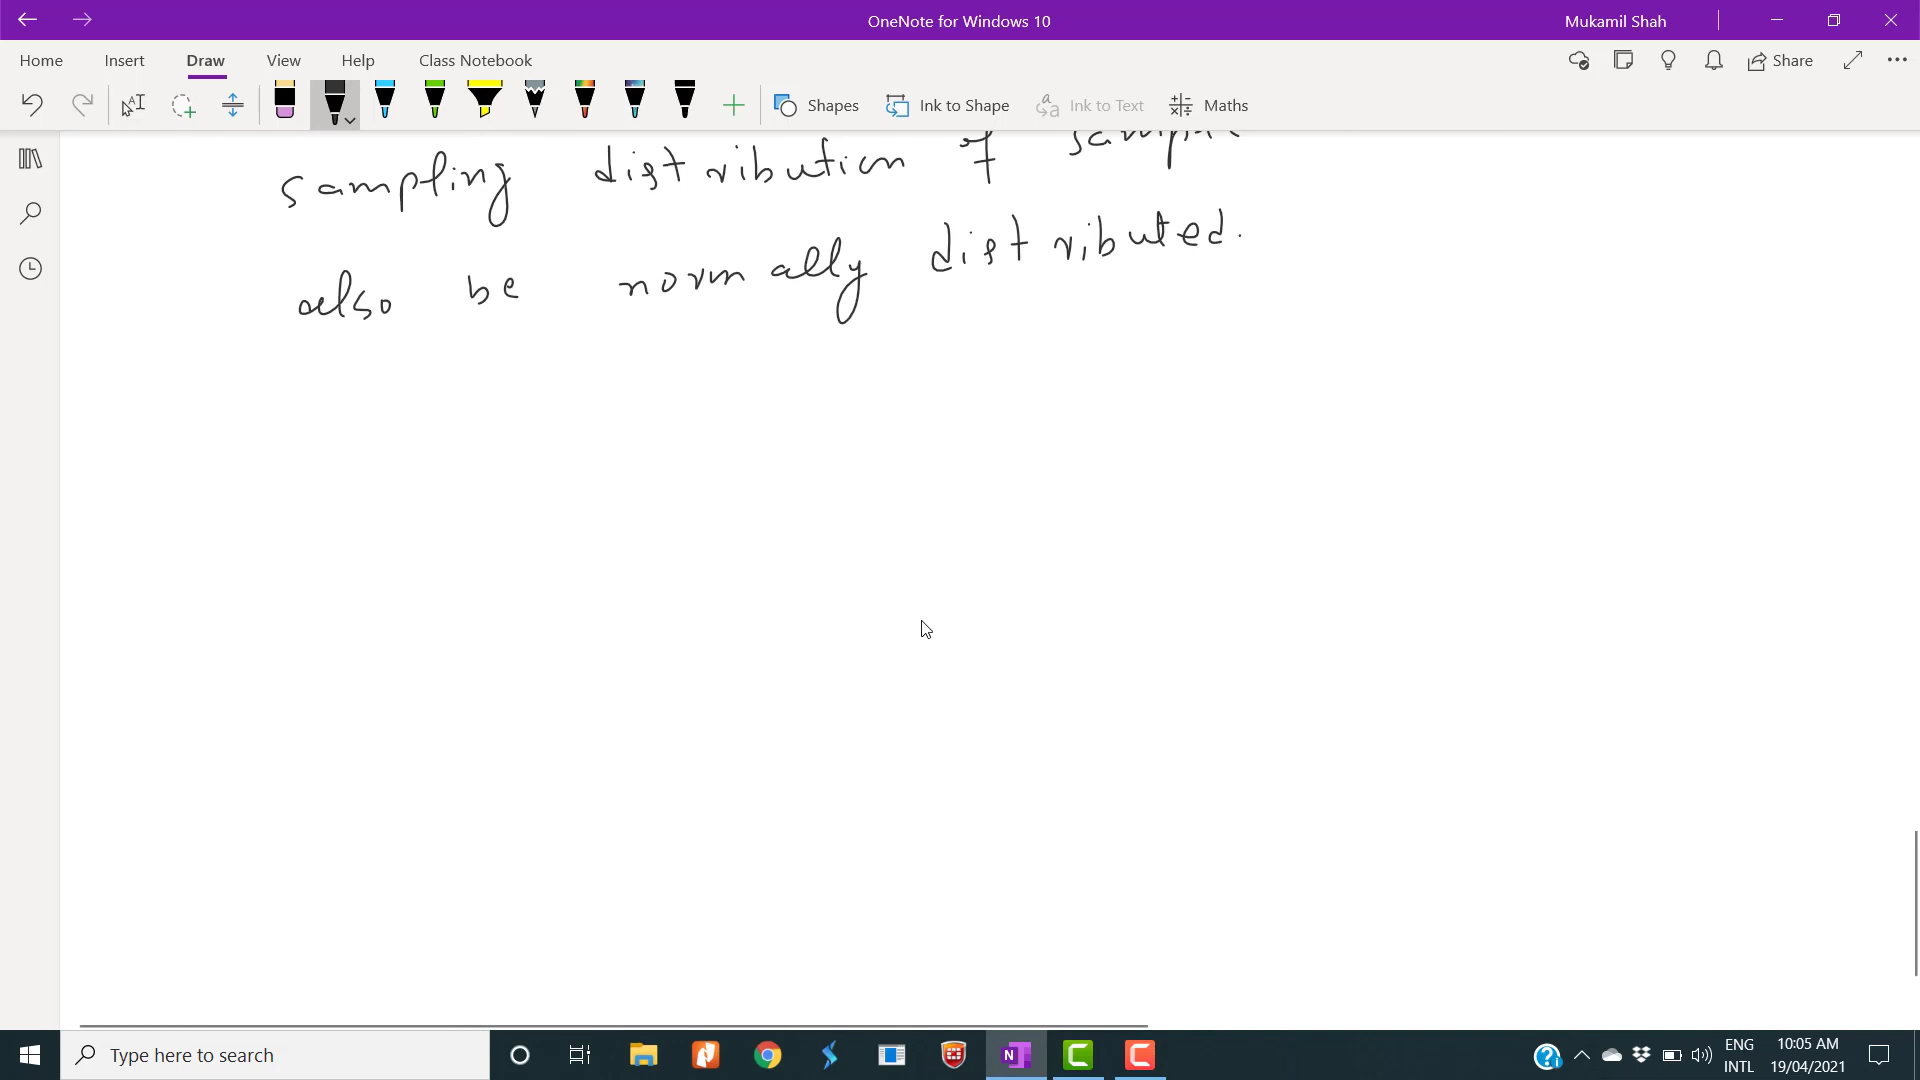 OneNote for Windows 10
Mukamil Shah
Home Insert Draw View Help Class Notebook
Share
Shapes Ink to Shape Ink to Text Maths
sampling distribution of sample
also be normally distributed.
Type here to search
ENG 10:05 AM
INTL 19/04/2021